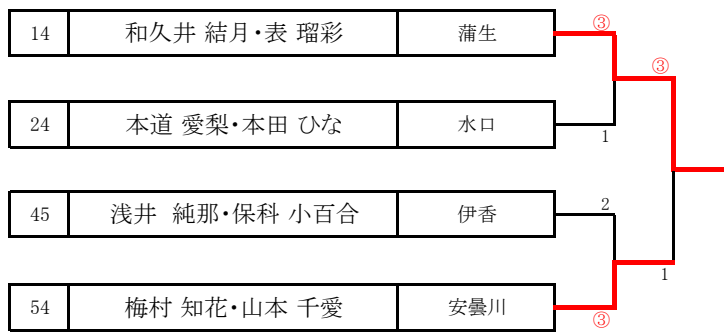 14 和久井 結月・表 瑠彩 蒲生 ③
③
24 本道 愛梨・本田 ひな 水口 1
45 浅井 純那・保科 小百合 伊香 2
1
54 梅村 知花・山本 千愛 安曇川 ③